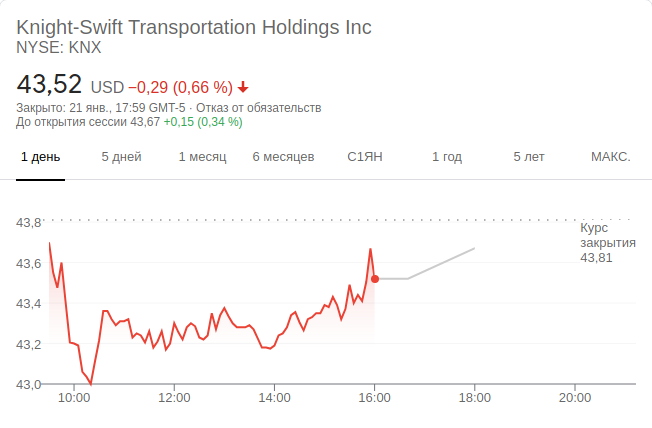 Knight-Swift Transportation Holdings Inc
NYSE: KNX
43,52 USD −0,29 (0,66 %)
Закрыто: 21 янв., 17:59 GMT-5 · Отказ от обязательств
До открытия сессии 43,67 +0,15 (0,34 %)
1 день 5 дней 1 месяц 6 месяцев С1ЯН 1 год 5 лет МАКС.
43,8
43,6
43,4
43,2
43,0
Курс
закрытия
43,81
10:00 12:00 14:00 16:00 18:00 20:00